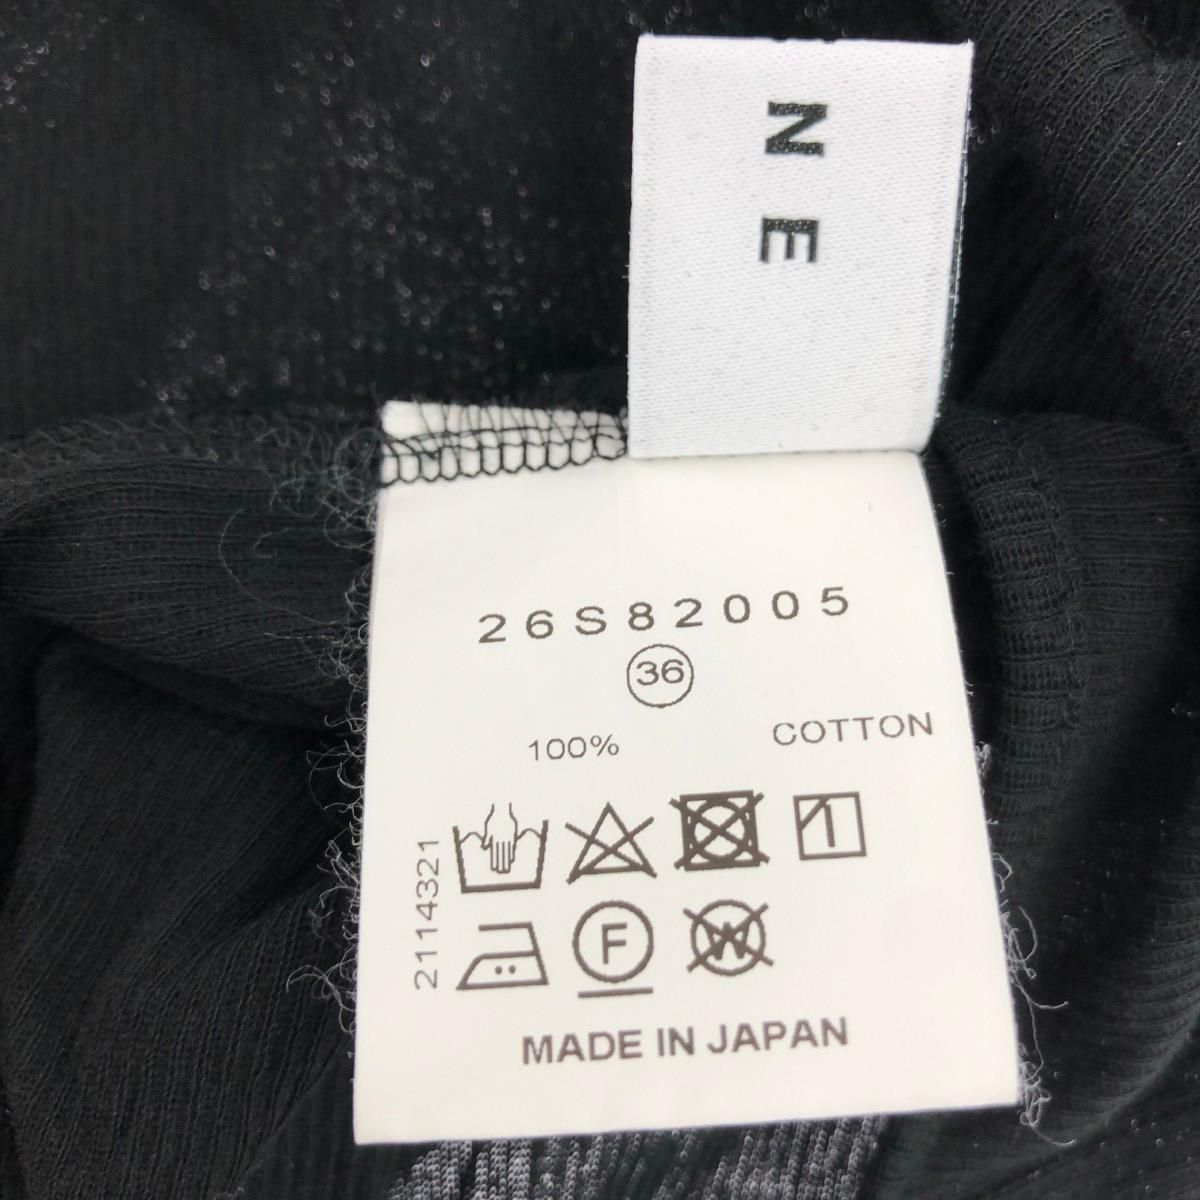 N E
26S82005
36
100% COTTON
2114321
F
W
MADE IN JAPAN